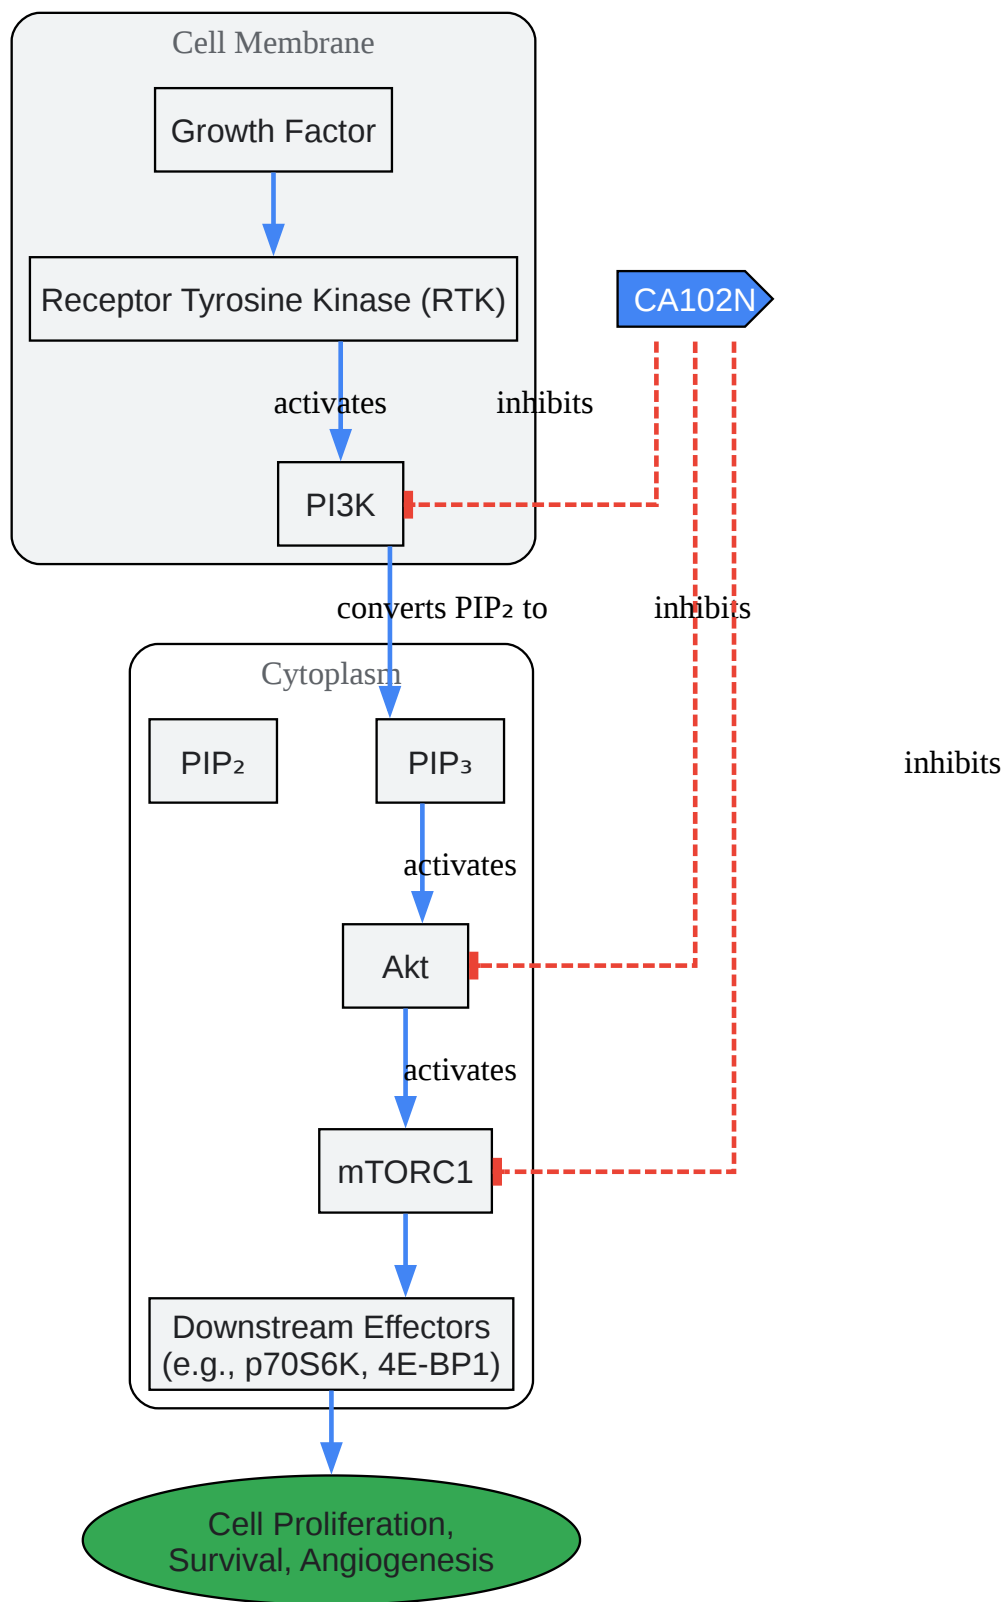 Cell Membrane
Growth Factor
Receptor Tyrosine Kinase (RTK)
CA102N
activates
inhibits
PI3K
converts PIP₂ to
inhibits
Cytoplasm
PIP₂
PIP₃
inhibits
activates
Akt
activates
mTORC1
Downstream Effectors
(e.g., p70S6K, 4E-BP1)
Cell Proliferation,
Survival, Angiogenesis